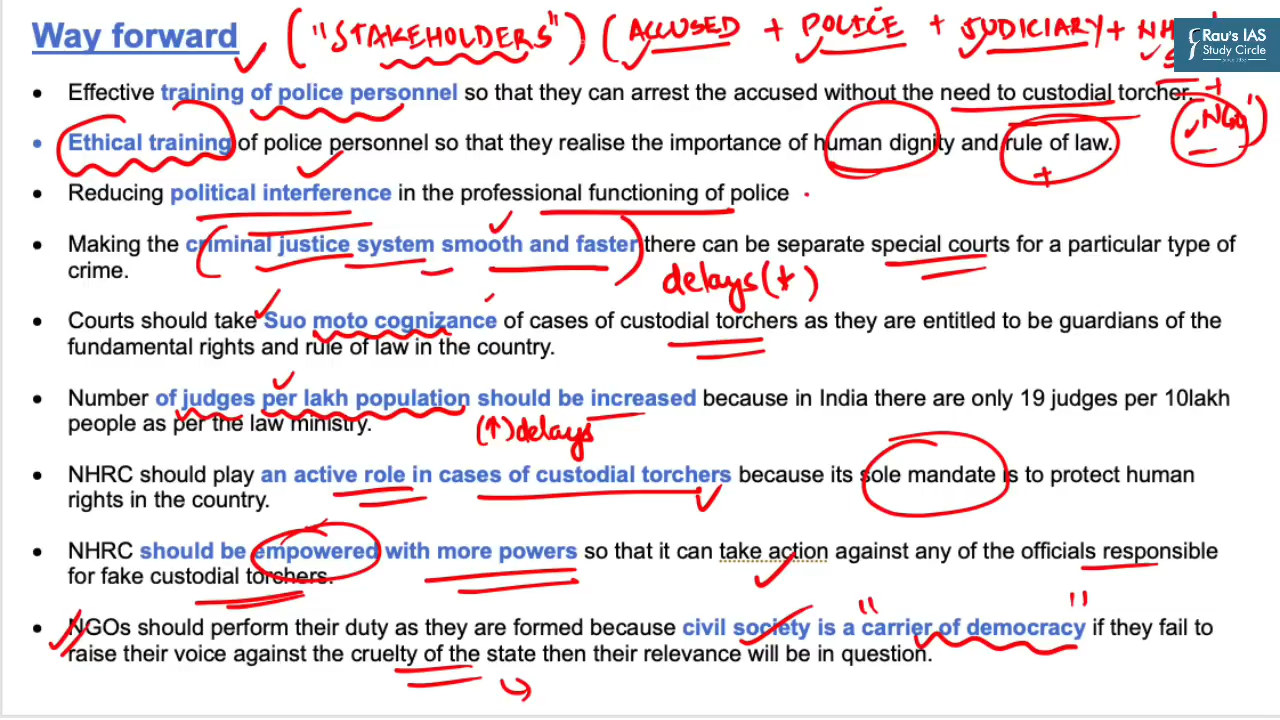 Way forward ("STAKEHOLDERS") (ACCUSED + POLICE + JUDICIARY + NH
Rau's IAS
Study Circle
• Effective training of police personnel so that they can arrest the accused without the need to custodial torcher.
+ NGO)
• Ethical training of police personnel so that they realise the importance of human dignity and rule of law.
+
• Reducing political interference in the professional functioning of police
• Making the criminal justice system smooth and faster there can be separate special courts for a particular type of
crime.
delays (+)
• Courts should take Suo moto cognizance of cases of custodial torchers as they are entitled to be guardians of the
fundamental rights and rule of law in the country.
• Number of judges per lakh population should be increased because in India there are only 19 judges per 10lakh
people as per the law ministry.
(↑) delays
• NHRC should play an active role in cases of custodial torchers because its sole mandate is to protect human
rights in the country.
• NHRC should be empowered with more powers so that it can take action against any of the officials responsible
for fake custodial torchers.
• NGOs should perform their duty as they are formed because civil society is a "carrier of democracy" if they fail to
raise their voice against the cruelty of the state then their relevance will be in question.